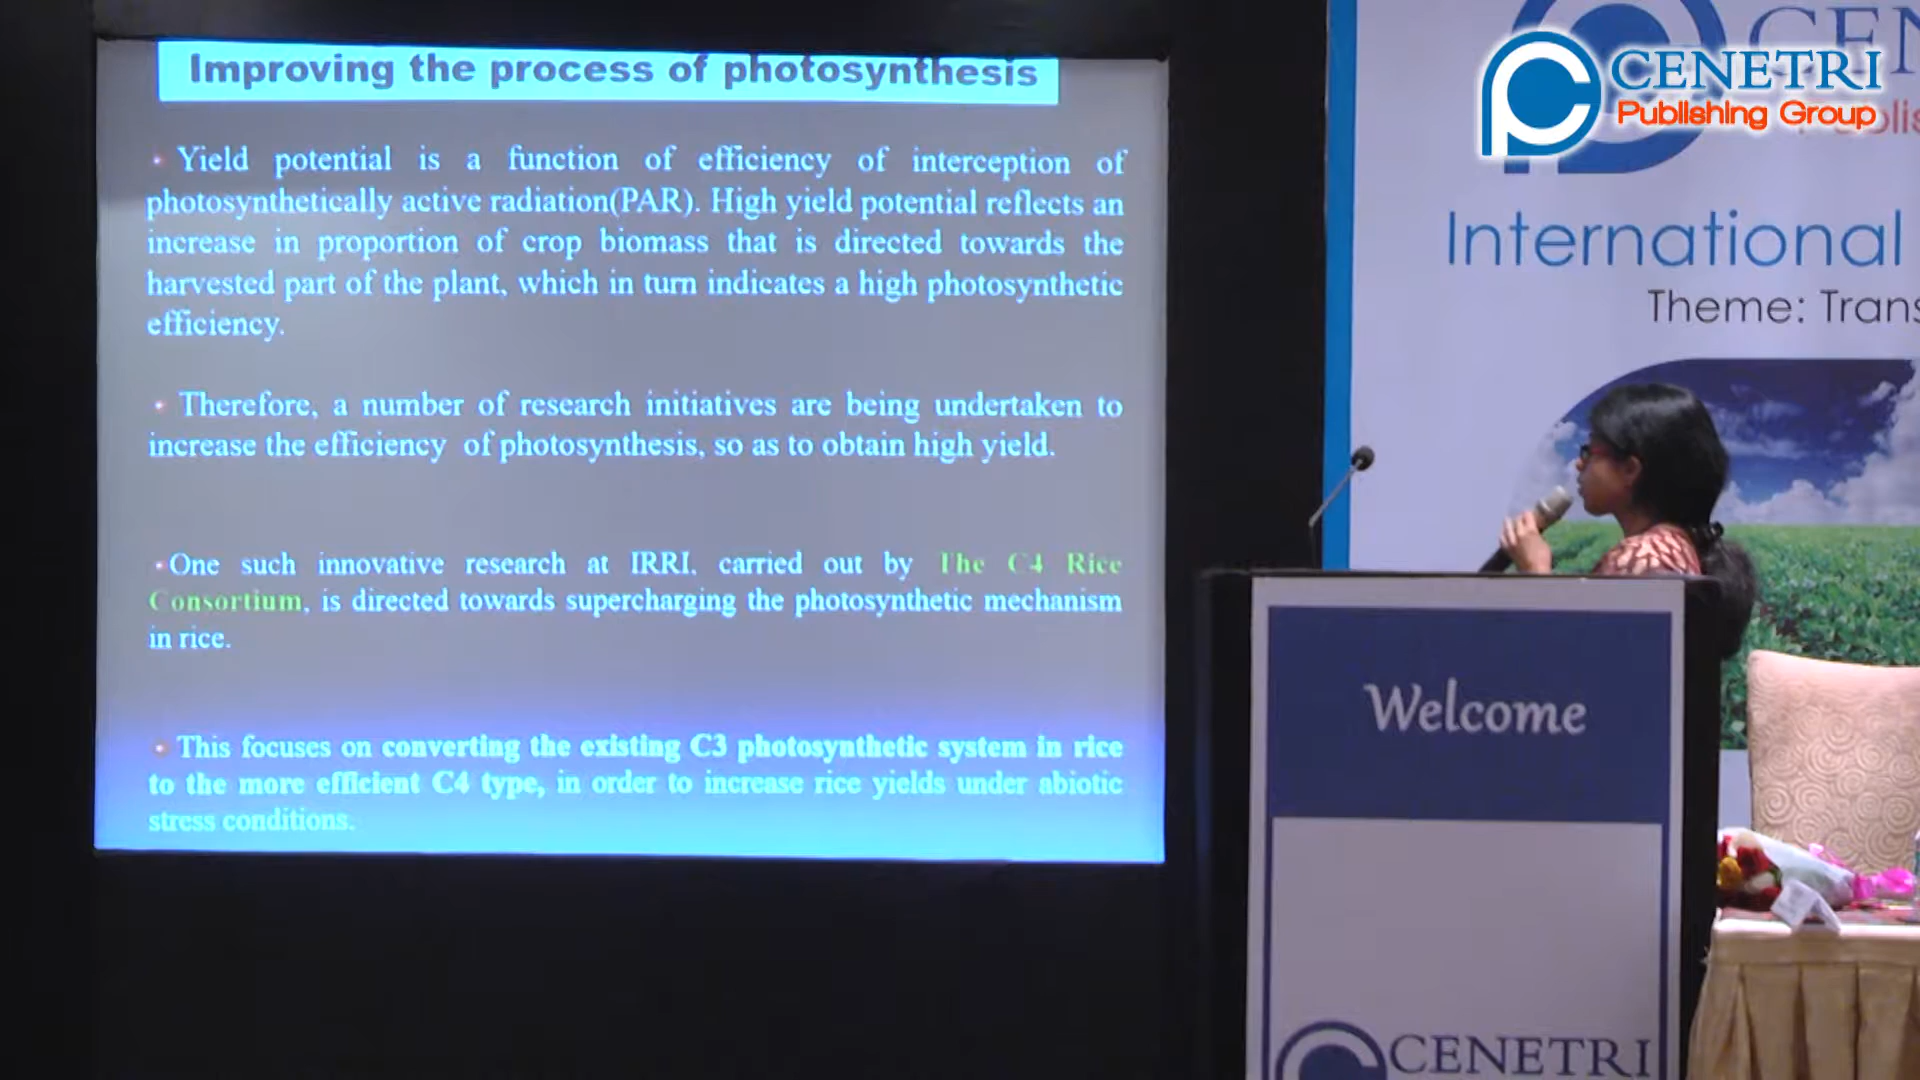 Improving the process of photosynthesis
• Yield potential is a function of efficiency of interception of
photosynthetically active radiation(PAR). High yield potential reflects an
increase in proportion of crop biomass that is directed towards the
harvested part of the plant, which in turn indicates a high photosynthetic
efficiency.
• Therefore, a number of research initiatives are being undertaken to
increase the efficiency of photosynthesis, so as to obtain high yield.
• One such innovative research at IRRI, carried out by The C4 Rice
Consortium, is directed towards supercharging the photosynthetic mechanism
in rice.
• This focuses on converting the existing C3 photosynthetic system in rice
to the more efficient C4 type, in order to increase rice yields under abiotic
stress conditions.
CENETRI
Publishing Group
CEN
Publis
International
Theme: Trans
Welcome
CENETRI